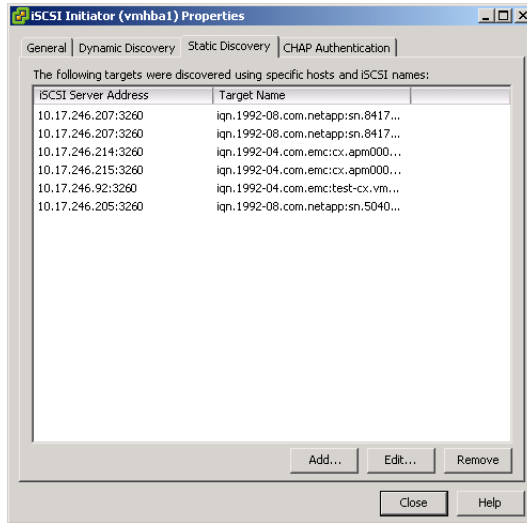 iSCSI Initiator (vmhba1) Properties
General Dynamic Discovery Static Discovery CHAP Authentication
The following targets were discovered using specific hosts and iSCSI names:
iSCSI Server Address Target Name
10.17.246.207:3260 iqn.1992-08.com.netapp:sn.8417...
10.17.246.207:3260 iqn.1992-08.com.netapp:sn.8417...
10.17.246.214:3260 iqn.1992-04.com.emc:cx.apm000...
10.17.246.215:3260 iqn.1992-04.com.emc:cx.apm000...
10.17.246.92:3260 iqn.1992-04.com.emc:test-cx.vm...
10.17.246.205:3260 iqn.1992-08.com.netapp:sn.5040...
Add... Edit... Remove
Close Help